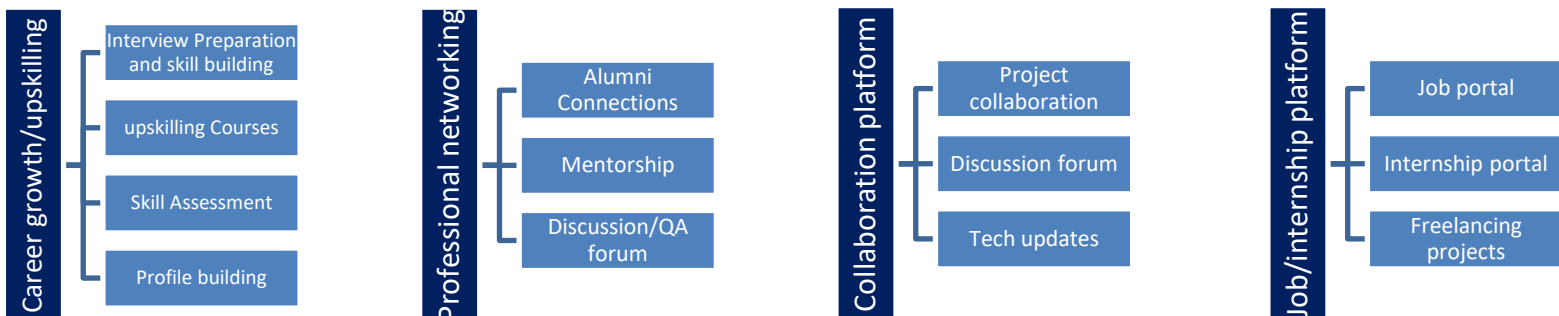 Career growth/upskilling
Interview Preparation
and skill building
upskilling Courses
Skill Assessment
Profile building
Professional networking
Alumni
Connections
Mentorship
Discussion/QA
forum
Collaboration platform
Project
collaboration
Discussion forum
Tech updates
Job/internship platform
Job portal
Internship portal
Freelancing
projects